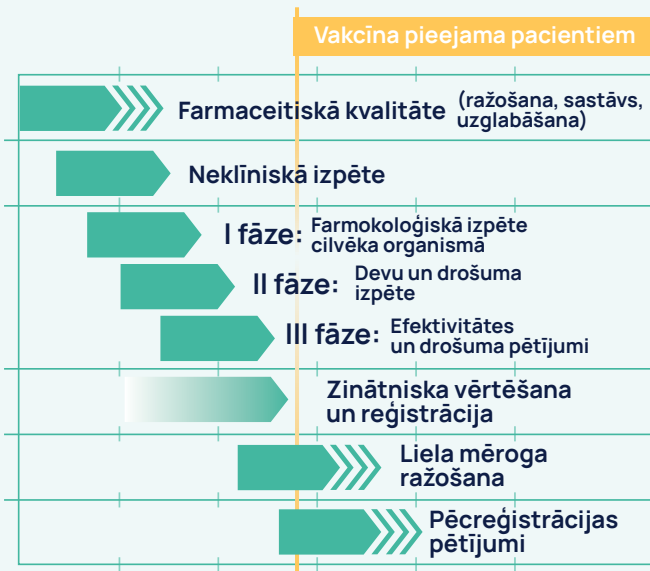 Vakcīna pieejama pacientiem
Farmaceitiskā kvalitāte (ražošana, sastāvs,
uzglabāšana)
Neklīniskā izpēte
I fāze: Farmokoloģiskā izpēte
cilvēka organismā
II fāze: Devu un drošuma
izpēte
III fāze: Efektivitātes
un drošuma pētījumi
Zinātniska vērtēšana
un reģistrācija
Liela mēroga
ražošana
Pēcreģistrācijas
pētījumi